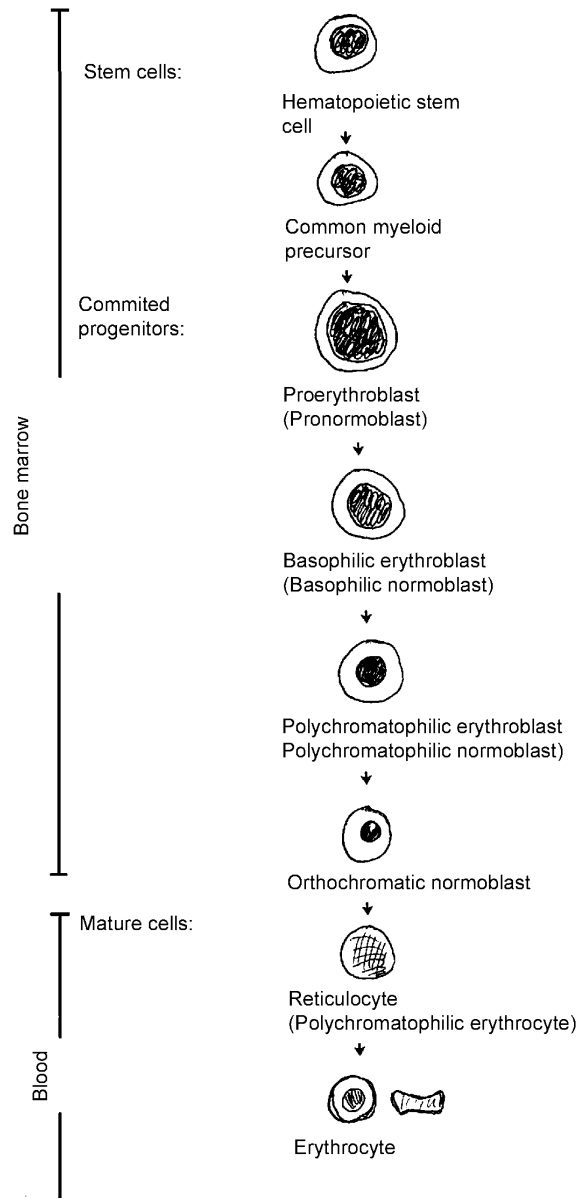 Stem cells:
Hematopoietic stem
cell
Common myeloid
precursor
Commited
progenitors:
Proerythroblast
(Pronormoblast)
Bone marrow
Basophilic erythroblast
(Basophilic normoblast)
Polychromatophilic erythroblast
Polychromatophilic normoblast)
Orthochromatic normoblast
Mature cells:
Reticulocyte
(Polychromatophilic erythrocyte)
Blood
Erythrocyte